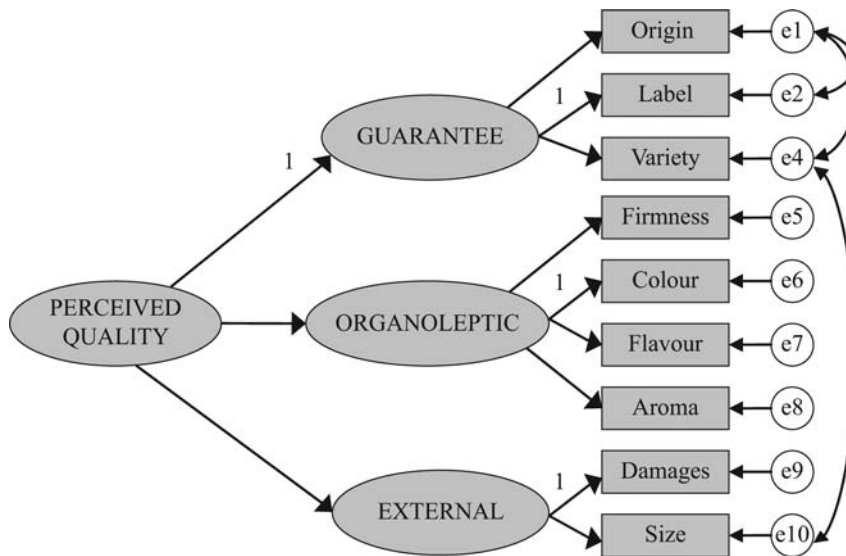 Origin
e1
1
Label
e2
GUARANTEE
Variety
e4
1
Firmness
e5
1
Colour
e6
PERCEIVED
QUALITY
ORGANOLEPTIC
Flavour
e7
Aroma
e8
1
Damages
e9
EXTERNAL
Size
e10